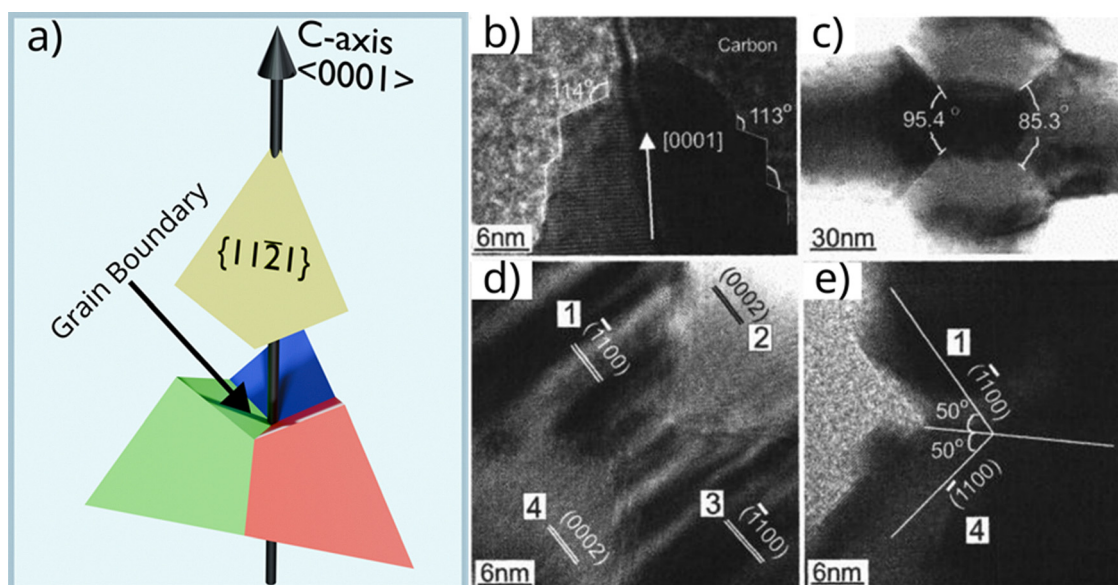 a)
C-axis
<0001>
{112̄1}
Grain Boundary
b)
Carbon
114°
113°
[0001]
6nm
c)
95.4°
85.3°
30nm
d)
1
(1̄100)
(0002)
2
4
(0002)
3
(1̄100)
6nm
e)
1
(1̄100)
50°
50°
(1̄100)
4
6nm